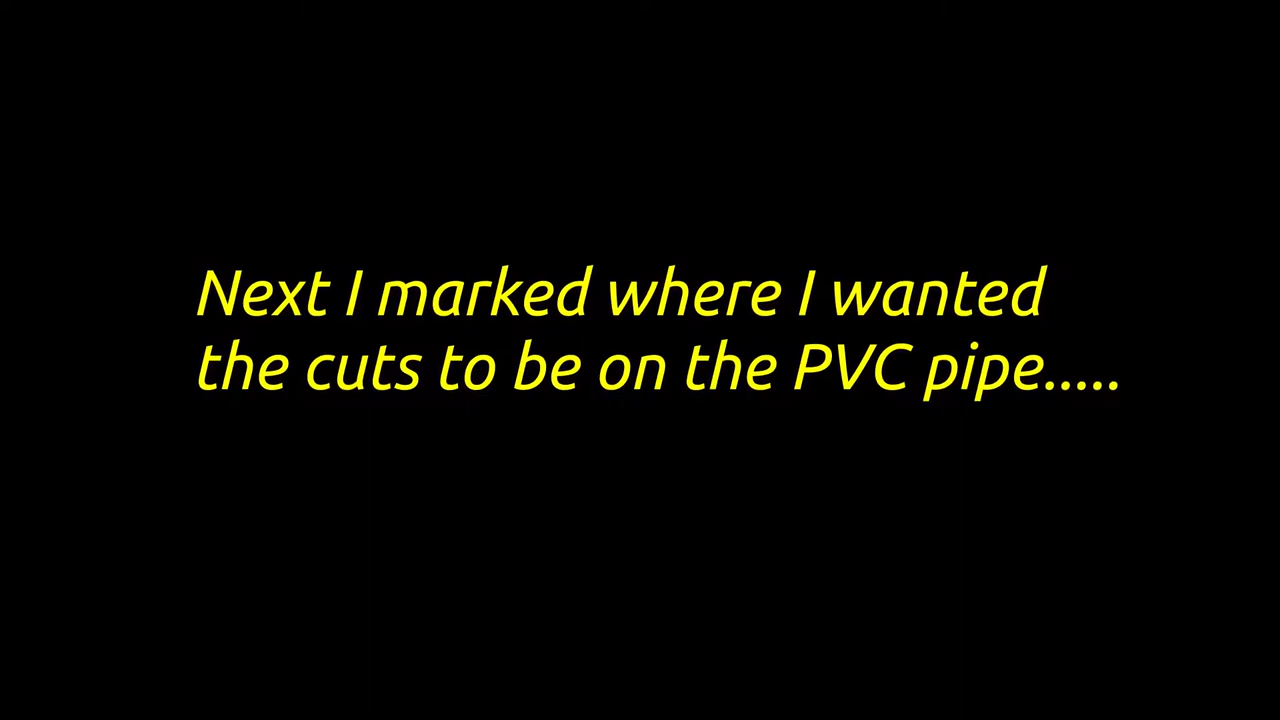 Next I marked where I wanted
the cuts to be on the PVC pipe.....